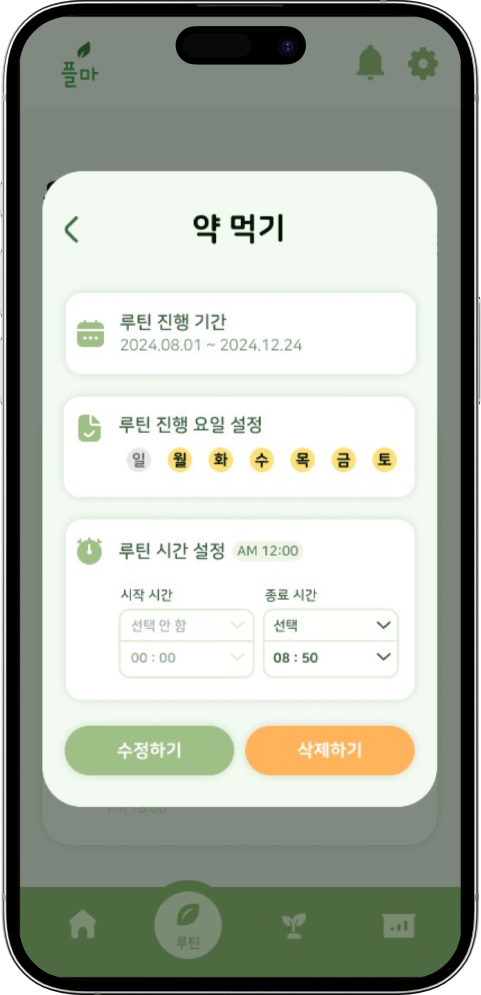 플마
약 먹기
루틴 진행 기간
2024.08.01 ~ 2024.12.24
루틴 진행 요일 설정
일 월 화 수 목 금 토
루틴 시간 설정 AM 12:00
시작 시간 종료 시간
선택 안 함 선택
00 : 00 08 : 50
수정하기 삭제하기
루틴